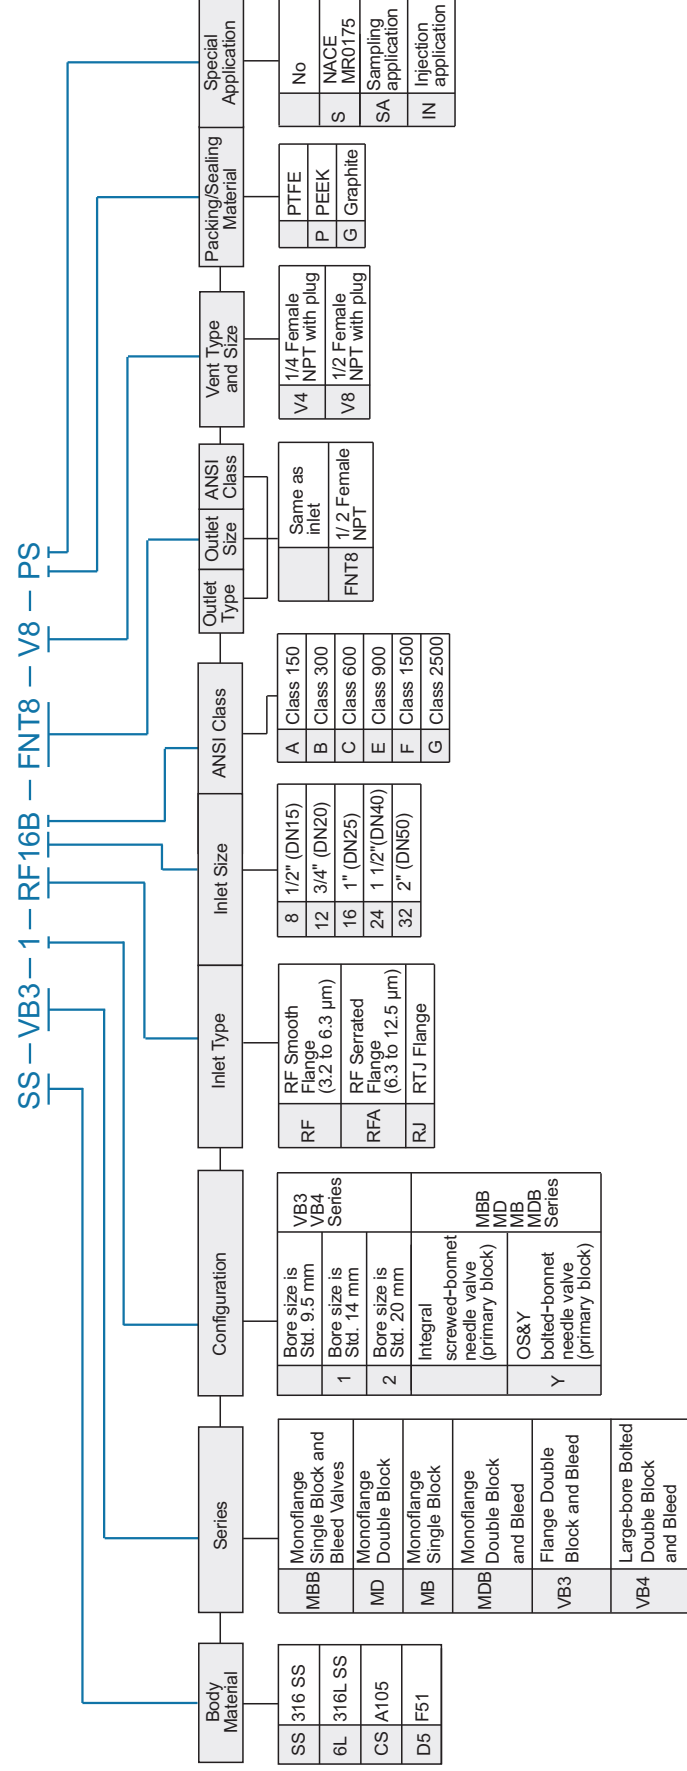 SS – VB3 – 1 – RF16B – FNT8 – V8 – PS
Body
Material
SS 316 SS
6L 316L SS
CS A105
D5 F51
Series
MBB Monoflange
Single Block and
Bleed Valves
MD Monoflange
Double Block
MB Monoflange
Single Block
MDB Monoflange
Double Block
and Bleed
VB3 Flange Double
Block and Bleed
VB4 Large-bore Bolted
Double Block
and Bleed
Configuration
Bore size is
Std. 9.5 mm
1 Bore size is
Std. 14 mm
2 Bore size is
Std. 20 mm
VB3
VB4
Series
Integral
screwed-bonnet
needle valve
(primary block)
Y OS&Y
bolted-bonnet
needle valve
(primary block)
MBB
MD
MB
MDB
Series
Inlet Type
RF RF Smooth
Flange
(3.2 to 6.3 μm)
RFA RF Serrated
Flange
(6.3 to 12.5 μm)
RJ RTJ Flange
Inlet Size
8 1/2" (DN15)
12 3/4" (DN20)
16 1" (DN25)
24 1 1/2"(DN40)
32 2" (DN50)
ANSI Class
A Class 150
B Class 300
C Class 600
E Class 900
F Class 1500
G Class 2500
Outlet
Type
Outlet
Size
ANSI
Class
Same as
inlet
FNT8 1/ 2 Female
NPT
Vent Type
and Size
V4 1/4 Female
NPT with plug
V8 1/2 Female
NPT with plug
Packing/Sealing
Material
PTFE
P PEEK
G Graphite
Special
Application
No
S NACE
MR0175
SA Sampling
application
IN Injection
application